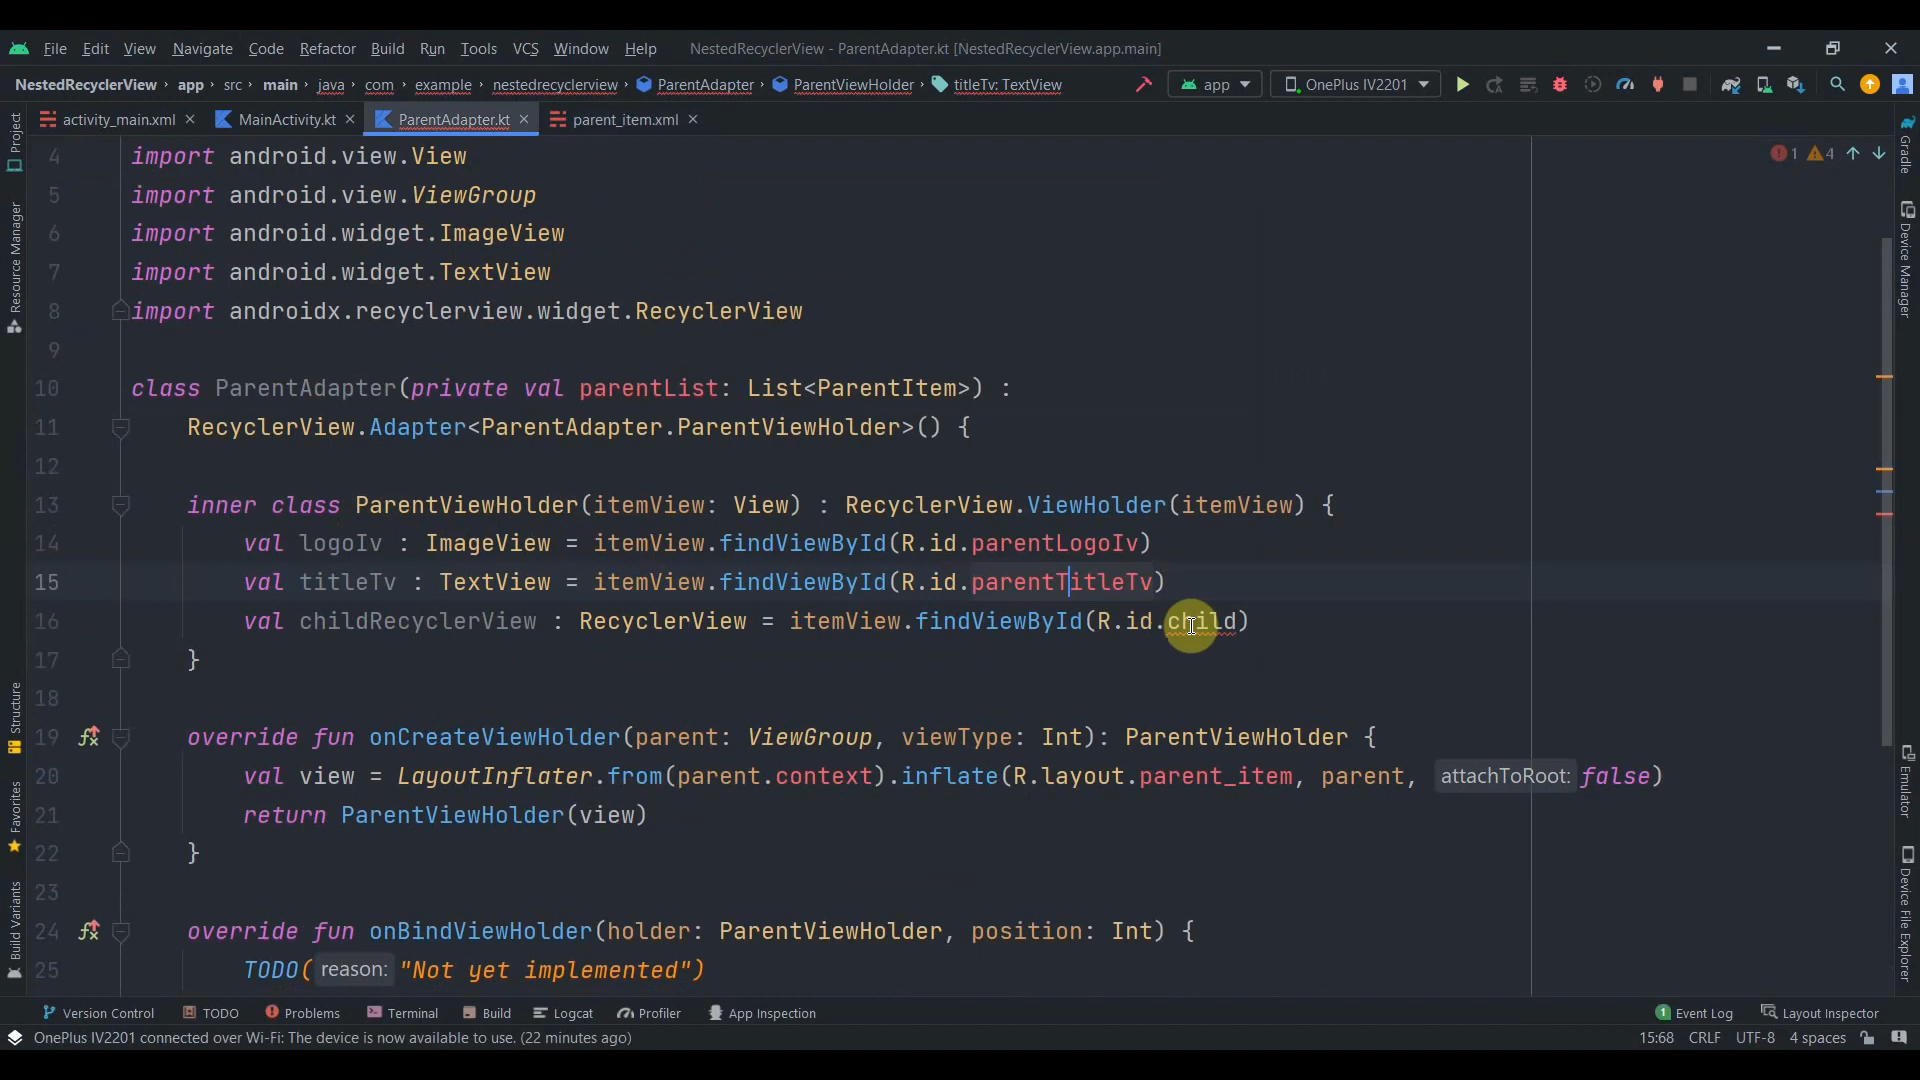 File Edit View Navigate Code Refactor Build Run Tools VCS Window Help NestedRecyclerView - ParentAdapter.kt [NestedRecyclerView.app.main]
NestedRecyclerView app src main java com example nestedrecyclerview ParentAdapter ParentViewHolder titleTv: TextView app OnePlus IV2201
activity_main.xml MainActivity.kt ParentAdapter.kt parent_item.xml
1 4
4 import android.view.View
5 import android.view.ViewGroup
6 import android.widget.ImageView
7 import android.widget.TextView
8 import androidx.recyclerview.widget.RecyclerView
9
10 class ParentAdapter(private val parentList: List<ParentItem>) :
11 RecyclerView.Adapter<ParentAdapter.ParentViewHolder>() {
12
13 inner class ParentViewHolder(itemView: View) : RecyclerView.ViewHolder(itemView) {
14 val logoIv : ImageView = itemView.findViewById(R.id.parentLogoIv)
15 val titleTv : TextView = itemView.findViewById(R.id.parentTitleTv)
16 val childRecyclerView : RecyclerView = itemView.findViewById(R.id.child)
17 }
18
19 override fun onCreateViewHolder(parent: ViewGroup, viewType: Int): ParentViewHolder {
20 val view = LayoutInflater.from(parent.context).inflate(R.layout.parent_item, parent, attachToRoot: false)
21 return ParentViewHolder(view)
22 }
23
24 override fun onBindViewHolder(holder: ParentViewHolder, position: Int) {
25 TODO( reason: "Not yet implemented")
Project
Resource Manager
Structure
Favorites
Build Variants
Gradle
Device Manager
Emulator
Device File Explorer
Version Control TODO Problems Terminal Build Logcat Profiler App Inspection 1 Event Log Layout Inspector
OnePlus IV2201 connected over Wi-Fi: The device is now available to use. (22 minutes ago) 15:68 CRLF UTF-8 4 spaces